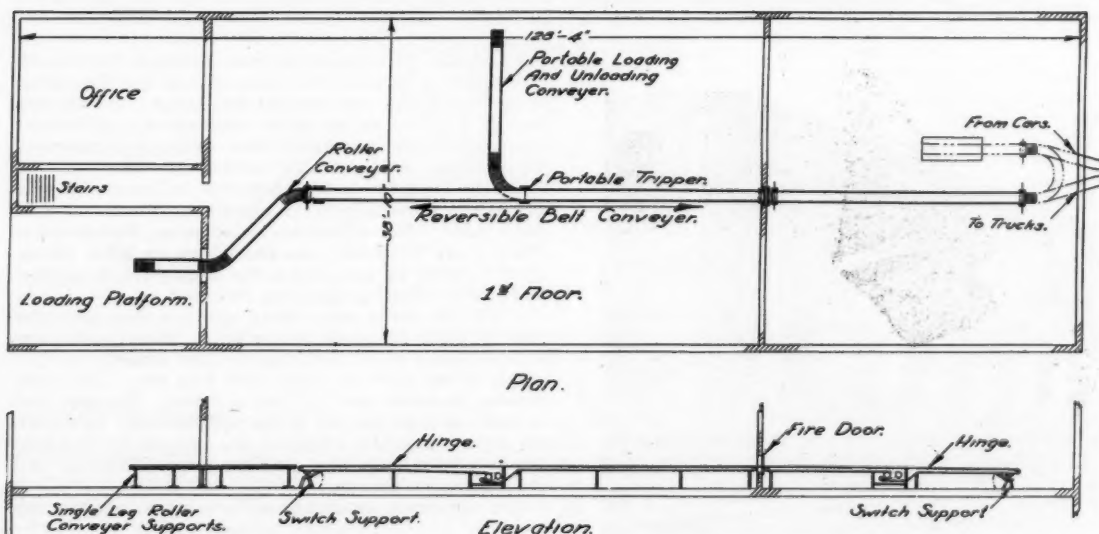 128'-4"
Office
Portable Loading
And Unloading
Conveyer.
Roller
Conveyer.
From Cars.
Stairs
Portable Tripper.
Reversible Belt Conveyer.
To Trucks.
Loading Platform.
1st Floor.
Plan.
Hinge.
Fire Door.
Hinge.
Single Leg Roller
Conveyer Supports.
Switch Support.
Switch Support
Elevation.